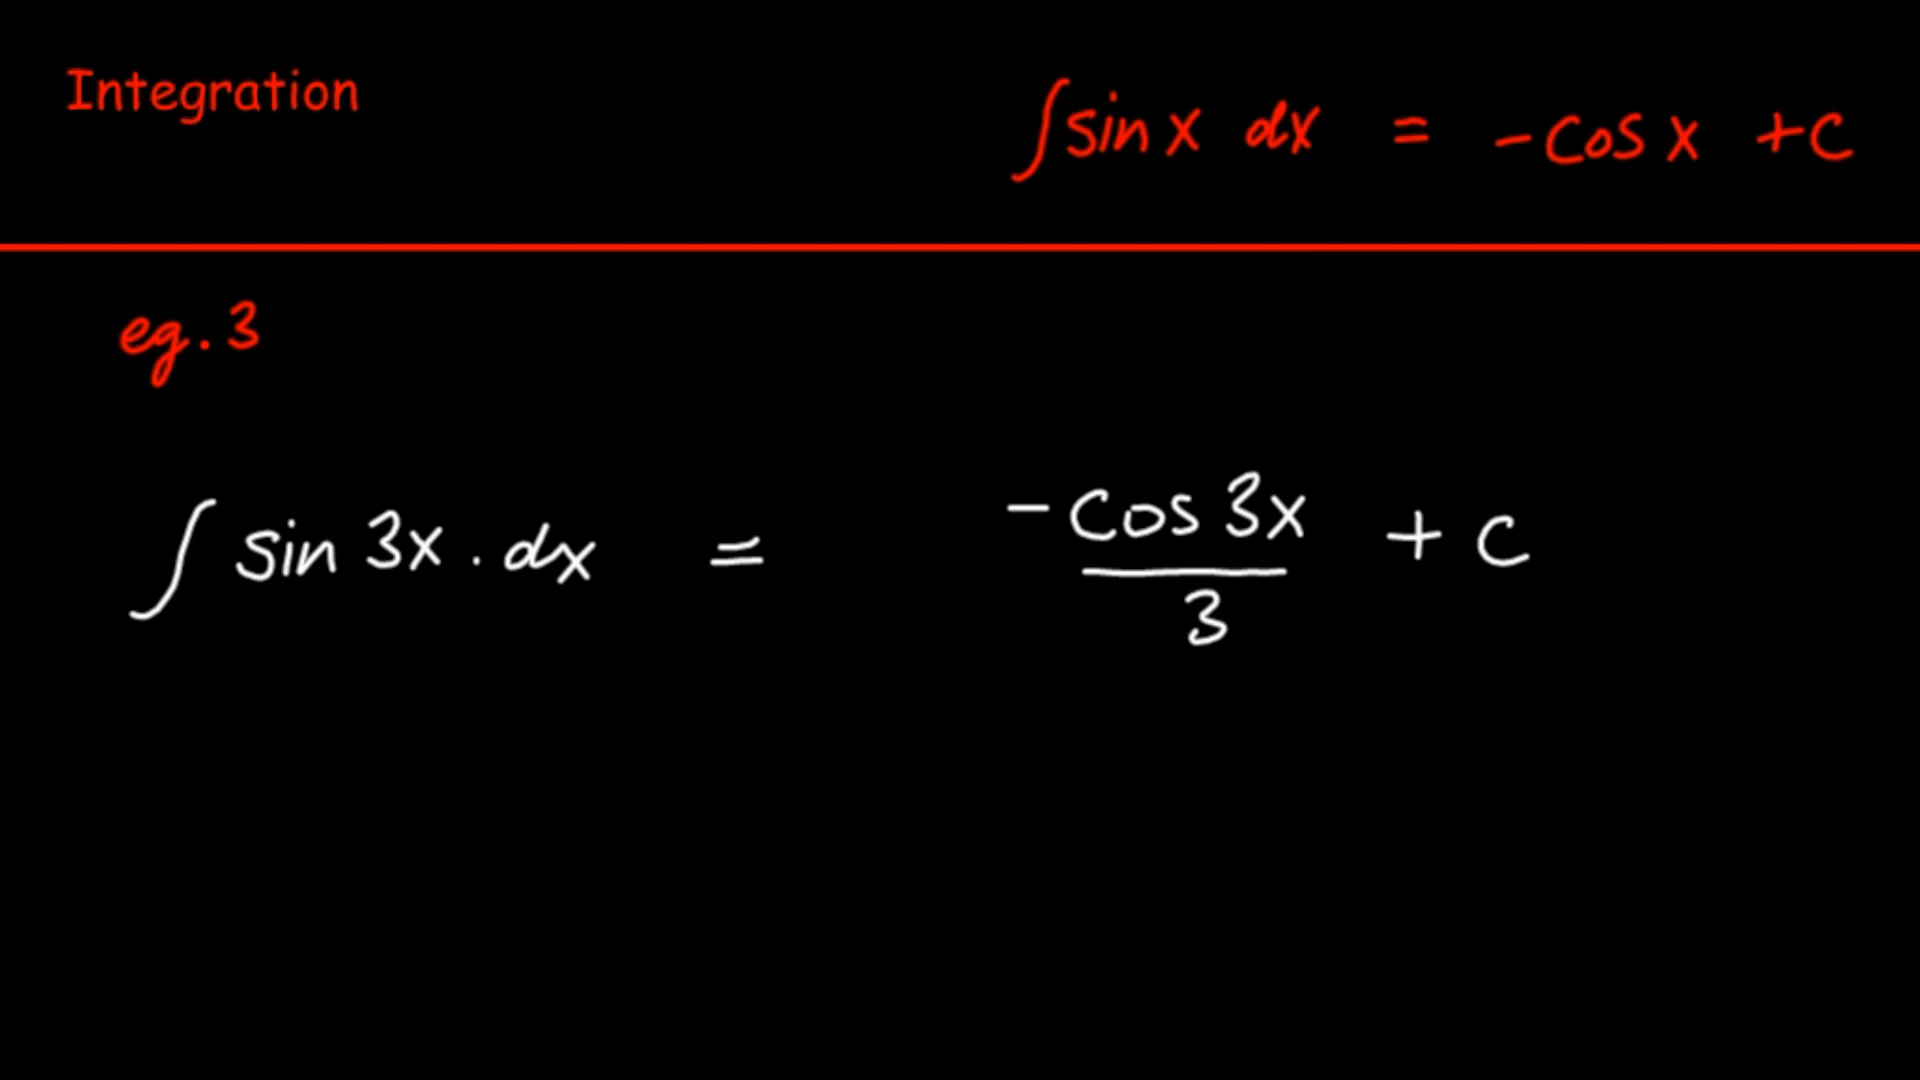 Integration
∫sin x dx = -cos x +c
eg. 3
∫ sin 3x . dx = -cos 3x / 3 + c